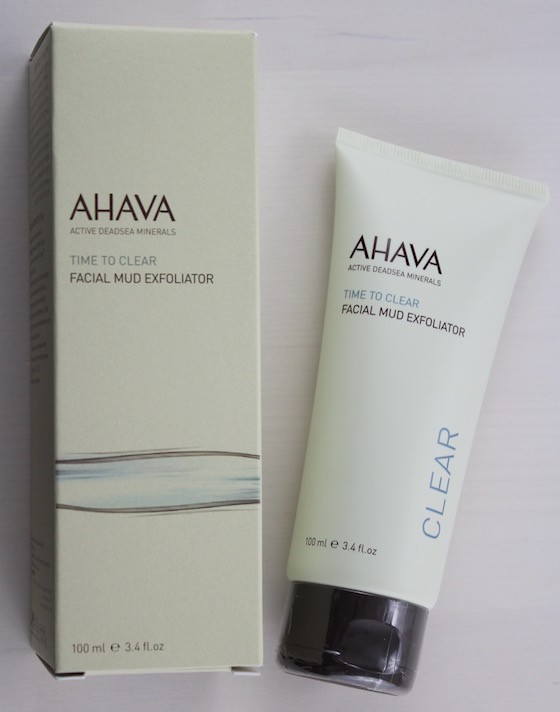 AHAVA
ACTIVE DEADSEA MINERALS
TIME TO CLEAR
FACIAL MUD EXFOLIATOR
100 ml e 3.4 fl.oz
AHAVA
ACTIVE DEADSEA MINERALS
TIME TO CLEAR
FACIAL MUD EXFOLIATOR
CLEAR
100 ml e 3.4 fl.oz